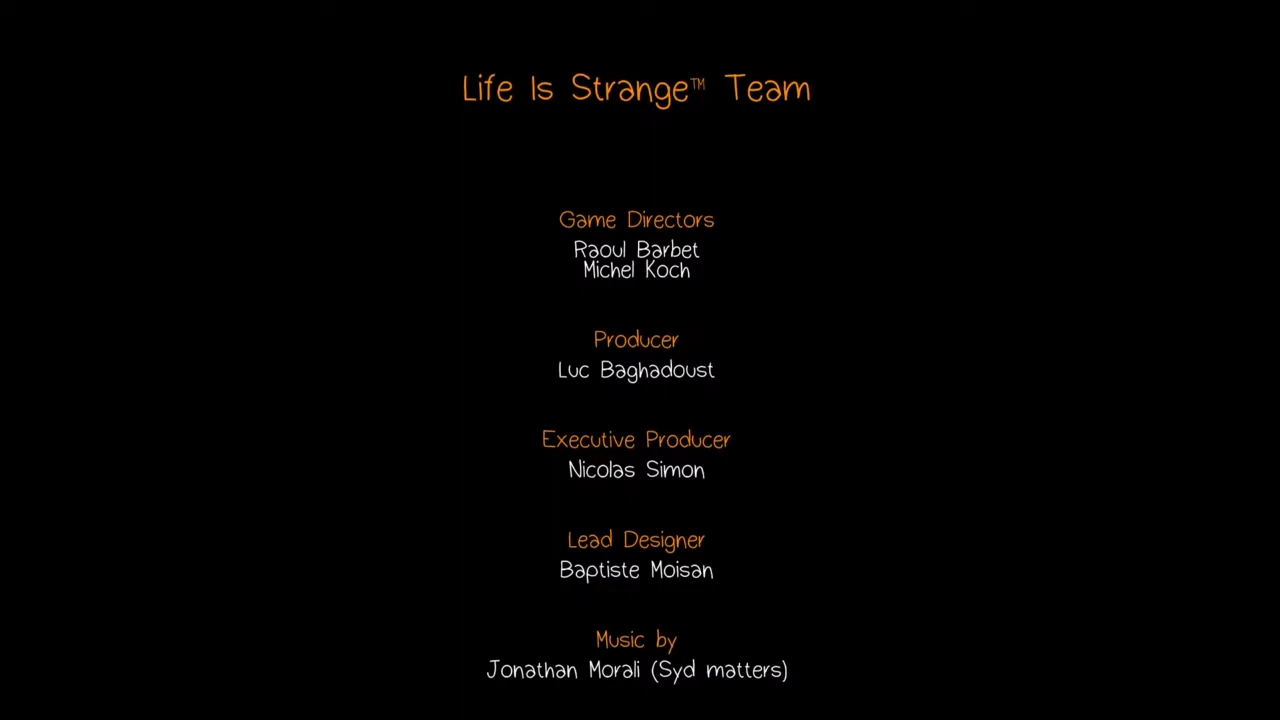 Life Is Strange™ Team
Game Directors
Raoul Barbet
Michel Koch
Producer
Luc Baghadoust
Executive Producer
Nicolas Simon
Lead Designer
Baptiste Moisan
Music by
Jonathan Morali (Syd matters)